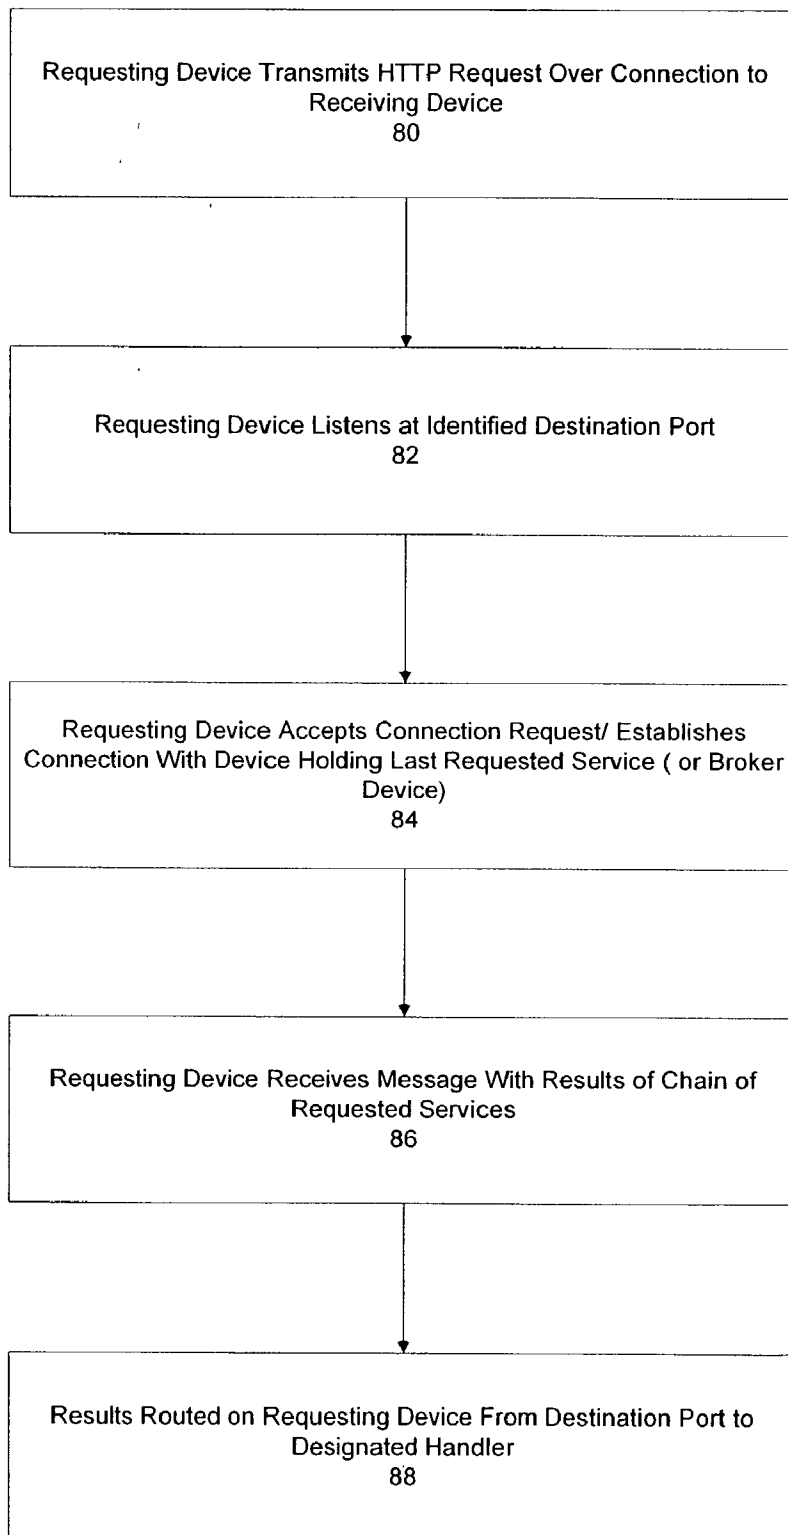 Requesting Device Transmits HTTP Request Over Connection to
Receiving Device
80
Requesting Device Listens at Identified Destination Port
82
Requesting Device Accepts Connection Request/ Establishes
Connection With Device Holding Last Requested Service ( or Broker
Device)
84
Requesting Device Receives Message With Results of Chain of
Requested Services
86
Results Routed on Requesting Device From Destination Port to
Designated Handler
88